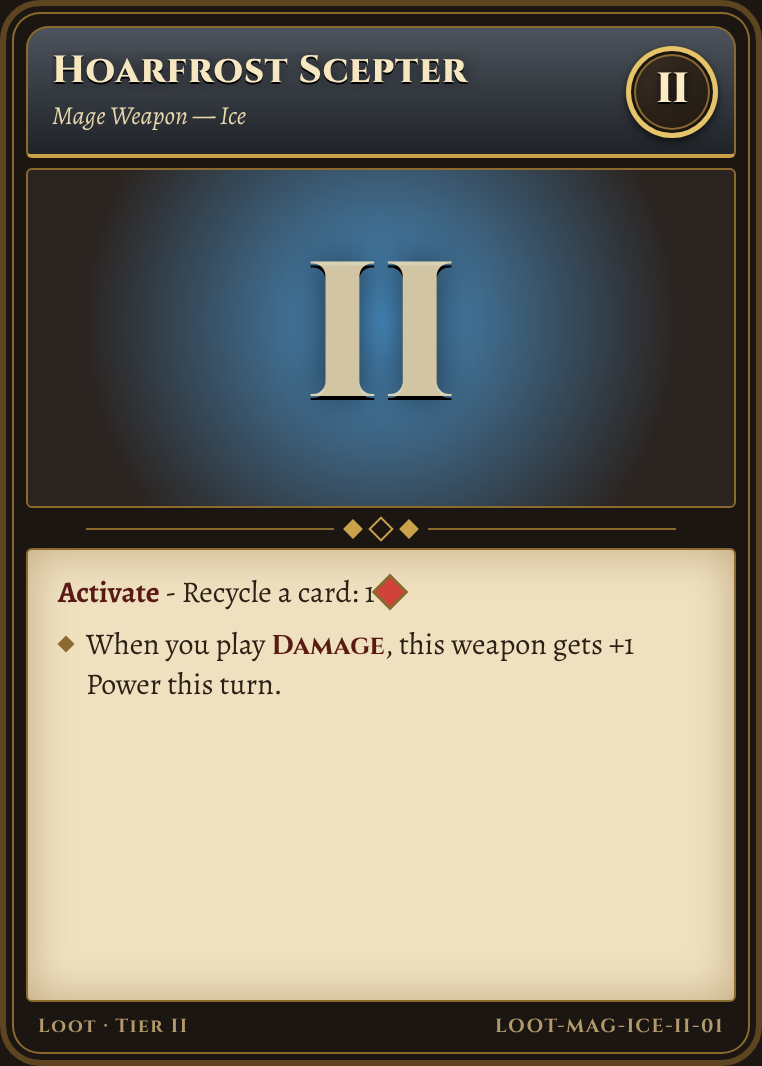 Hoarfrost Scepter
Mage Weapon — Ice
II
II
Activate - Recycle a card: 1
When you play Damage, this weapon gets +1
Power this turn.
Loot · Tier II
LOOT-MAG-ICE-II-01